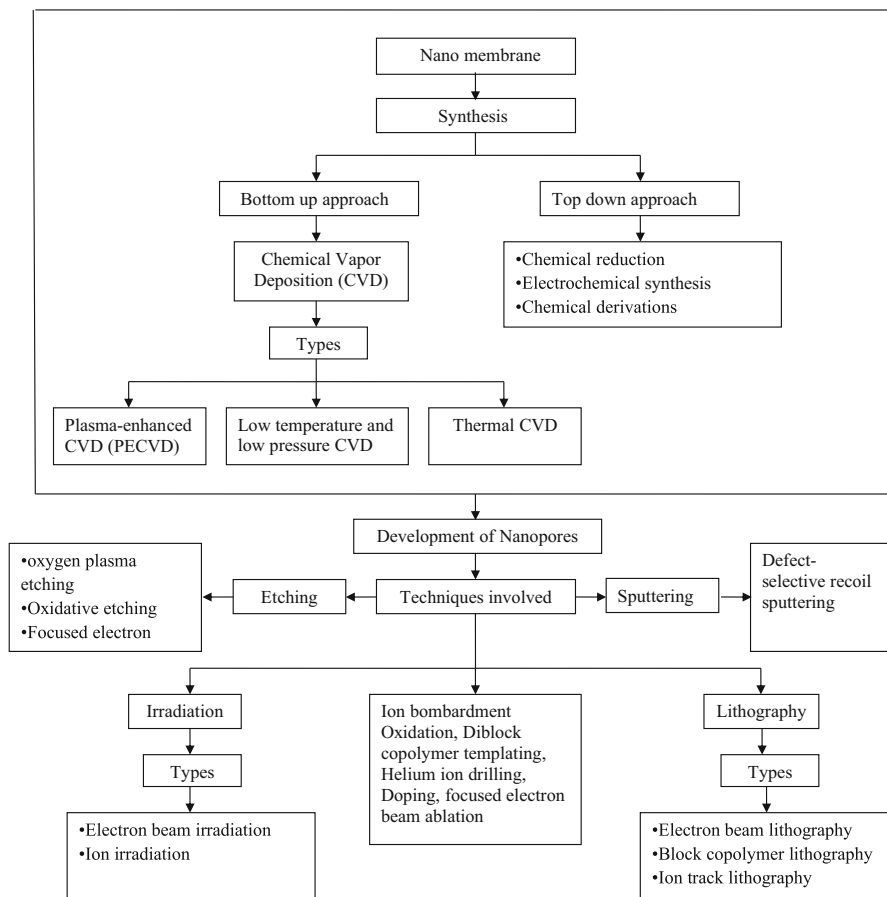 Nano membrane
Synthesis
Bottom up approach
Top down approach
Chemical Vapor
Deposition (CVD)
•Chemical reduction
•Electrochemical synthesis
•Chemical derivations
Types
Plasma-enhanced
CVD (PECVD)
Low temperature and
low pressure CVD
Thermal CVD
Development of Nanopores
•oxygen plasma
etching
•Oxidative etching
•Focused electron
Etching
Techniques involved
Sputtering
Defect-
selective recoil
sputtering
Irradiation
Types
•Electron beam irradiation
•Ion irradiation
Ion bombardment
Oxidation, Diblock
copolymer templating,
Helium ion drilling,
Doping, focused electron
beam ablation
Lithography
Types
•Electron beam lithography
•Block copolymer lithography
•Ion track lithography